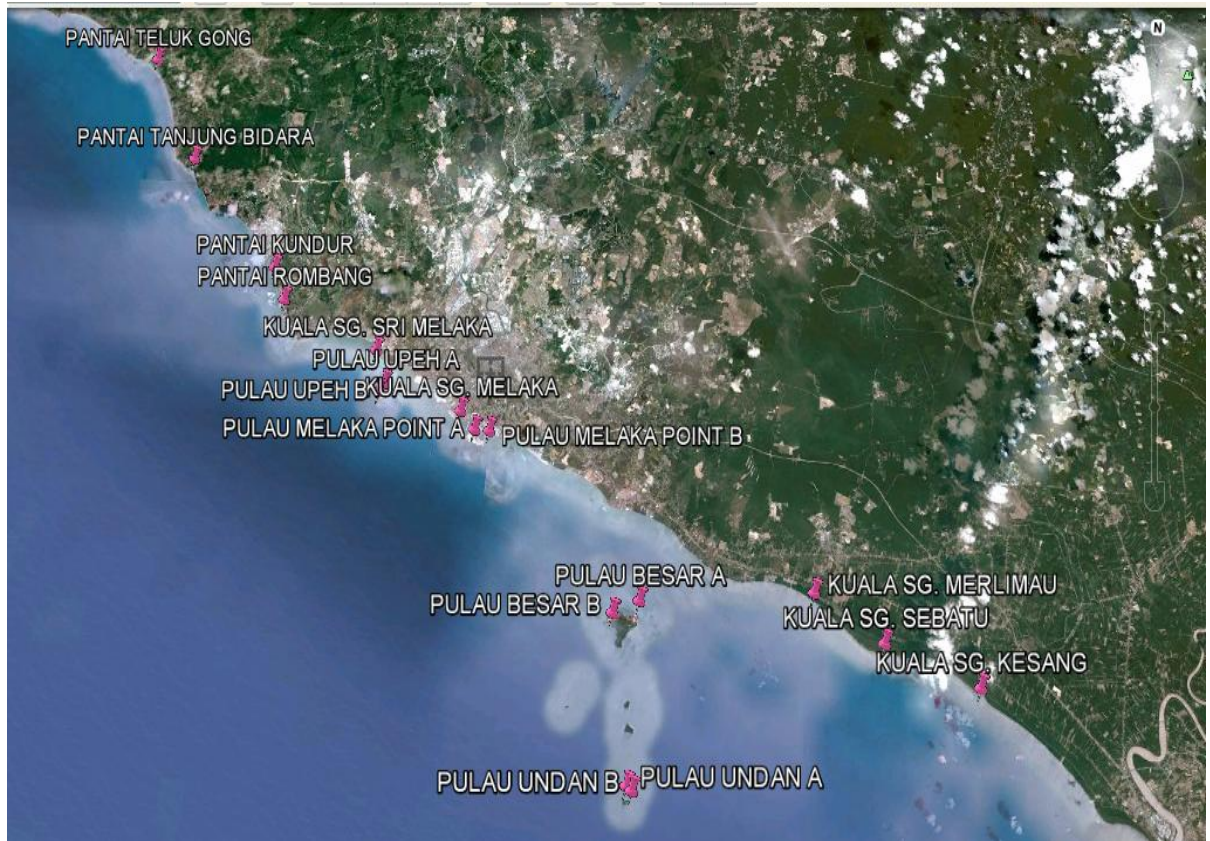 N
PANTAI TELUK GONG
PANTAI TANJUNG BIDARA
PANTAI KUNDUR
PANTAI ROMBANG
KUALA SG. SRI MELAKA
PULAU UPEH A
PULAU UPEH B
KUALA SG. MELAKA
PULAU MELAKA POINT A
PULAU MELAKA POINT B
PULAU BESAR A
PULAU BESAR B
KUALA SG. MERLIMAU
KUALA SG. SEBATU
KUALA SG. KESANG
PULAU UNDAN B
PULAU UNDAN A